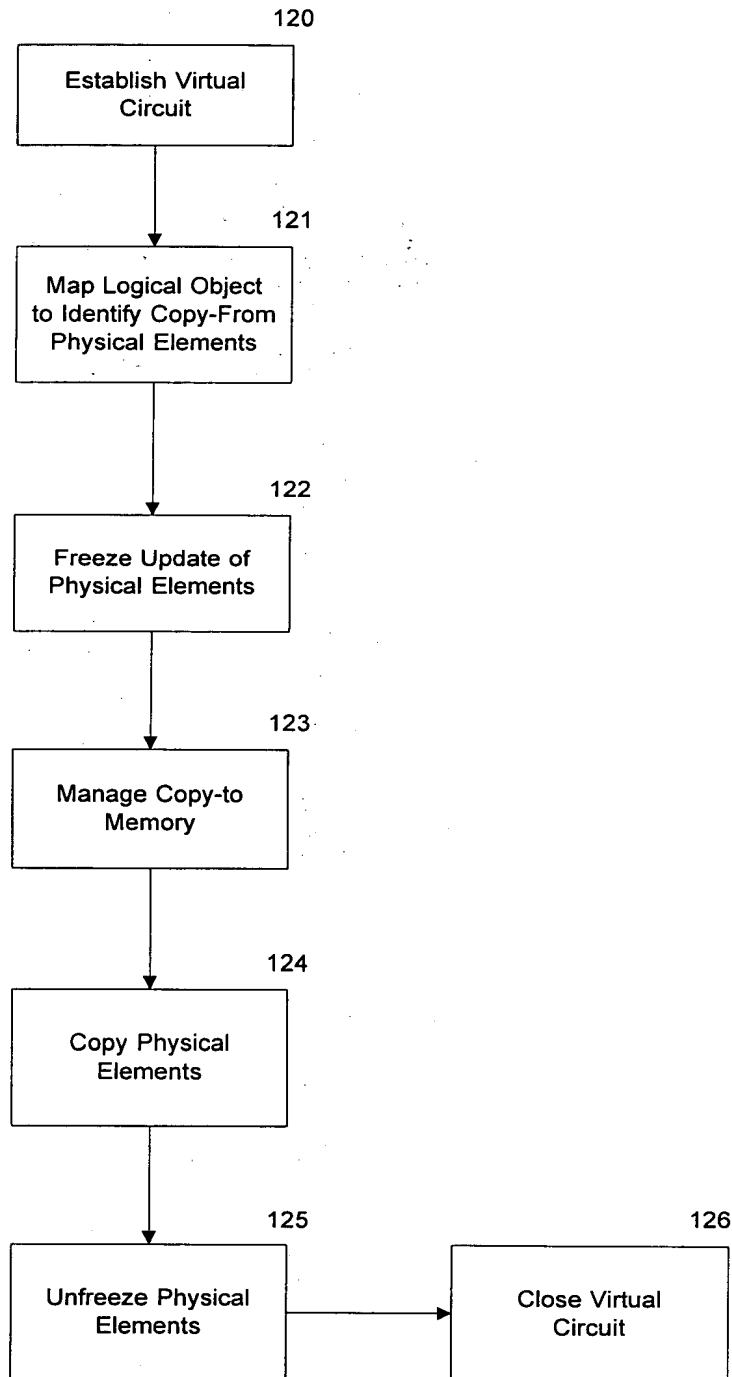 120
Establish Virtual
Circuit
121
Map Logical Object
to Identify Copy-From
Physical Elements
122
Freeze Update of
Physical Elements
123
Manage Copy-to
Memory
124
Copy Physical
Elements
125
Unfreeze Physical
Elements
126
Close Virtual
Circuit